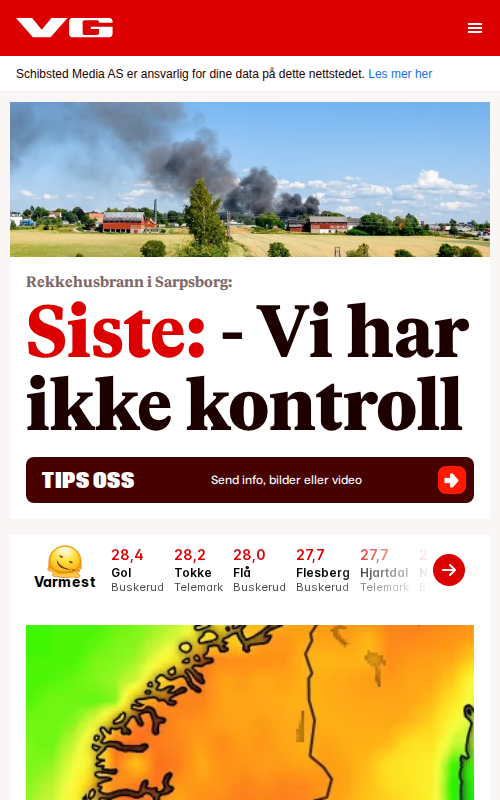 VG
Schibsted Media AS er ansvarlig for dine data på dette nettstedet. Les mer her
Rekkehusbrann i Sarpsborg:
Siste: - Vi har
ikke kontroll
TIPS OSS
Send info, bilder eller video
Varmest
28,4
Gol
Buskerud
28,2
Tokke
Telemark
28,0
Flå
Buskerud
27,7
Flesberg
Buskerud
27,7
Hjartdal
Telemark